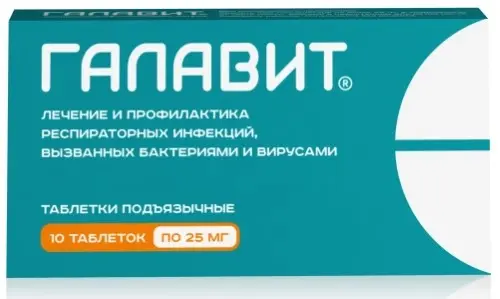 ГАЛАВИТ®
ЛЕЧЕНИЕ И ПРОФИЛАКТИКА
РЕСПИРАТОРНЫХ ИНФЕКЦИЙ,
ВЫЗВАННЫХ БАКТЕРИЯМИ И ВИРУСАМИ
ТАБЛЕТКИ ПОДЪЯЗЫЧНЫЕ
10 ТАБЛЕТОК ПО 25 МГ